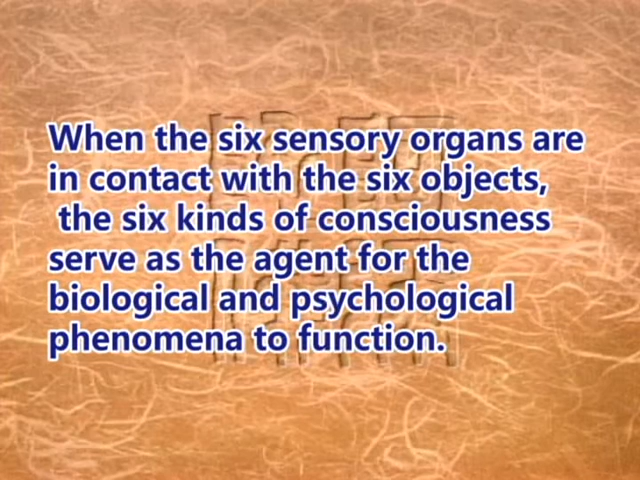 When the six sensory organs are
in contact with the six objects,
the six kinds of consciousness
serve as the agent for the
biological and psychological
phenomena to function.